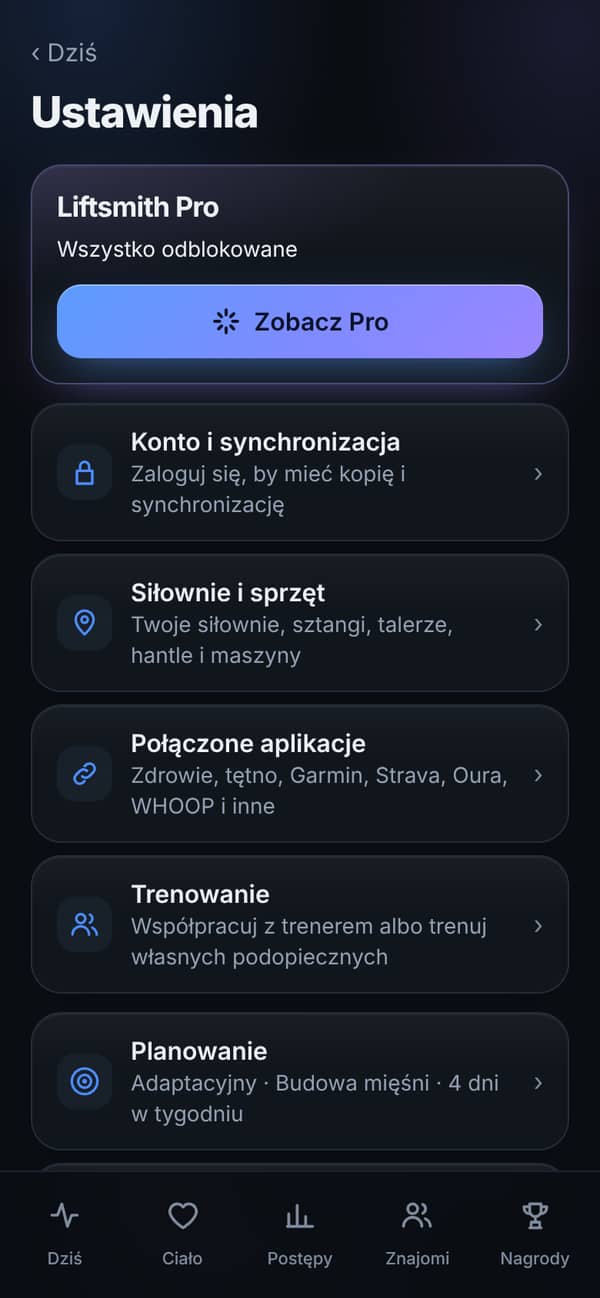 ‹ Dziś
Ustawienia
Liftsmith Pro
Wszystko odblokowane
Zobacz Pro
Konto i synchronizacja
Zaloguj się, by mieć kopię i
synchronizację
Siłownie i sprzęt
Twoje siłownie, sztangi, talerze,
hantle i maszyny
Połączone aplikacje
Zdrowie, tętno, Garmin, Strava, Oura,
WHOOP i inne
Trenowanie
Współpracuj z trenerem albo trenuj
własnych podopiecznych
Planowanie
Adaptacyjny · Budowa mięśni · 4 dni
w tygodniu
Dziś Ciało Postępy Znajomi Nagrody